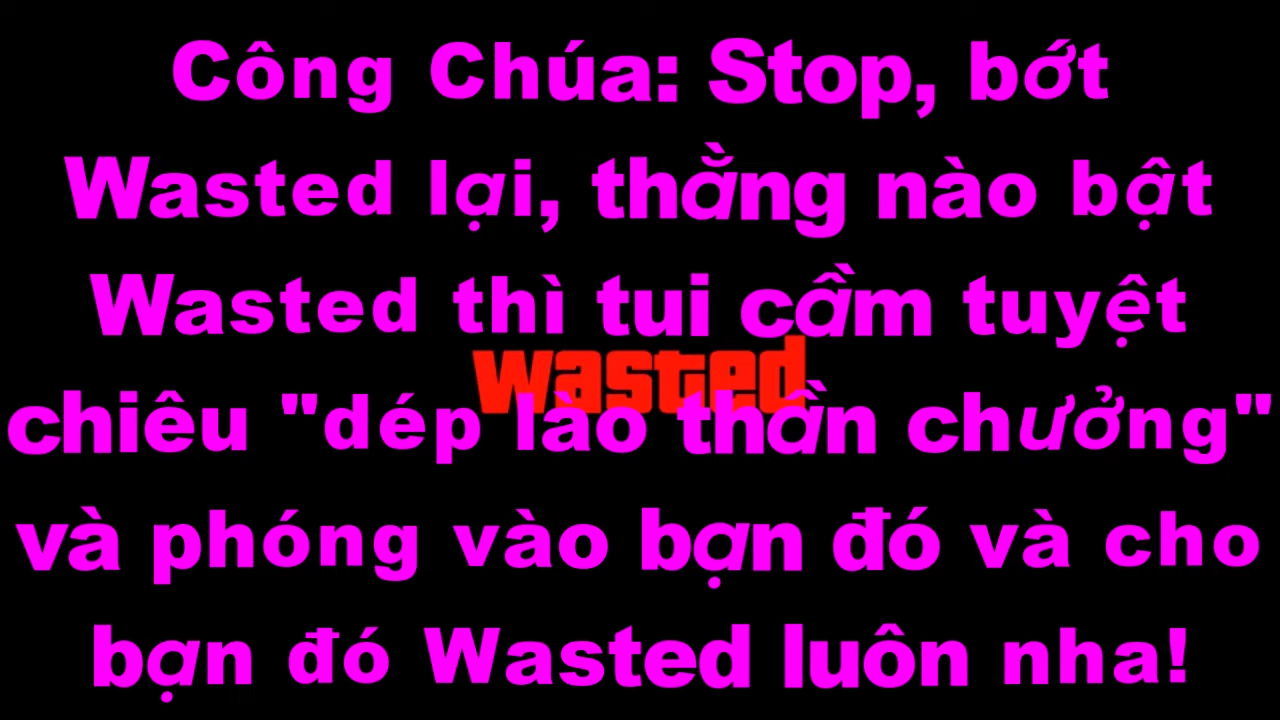 Công Chúa: Stop, bớt
Wasted lại, thằng nào bật
Wasted thì tui cầm tuyệt
wasted
chiêu "dép lào thần chưởng"
và phóng vào bạn đó và cho
bạn đó Wasted luôn nha!